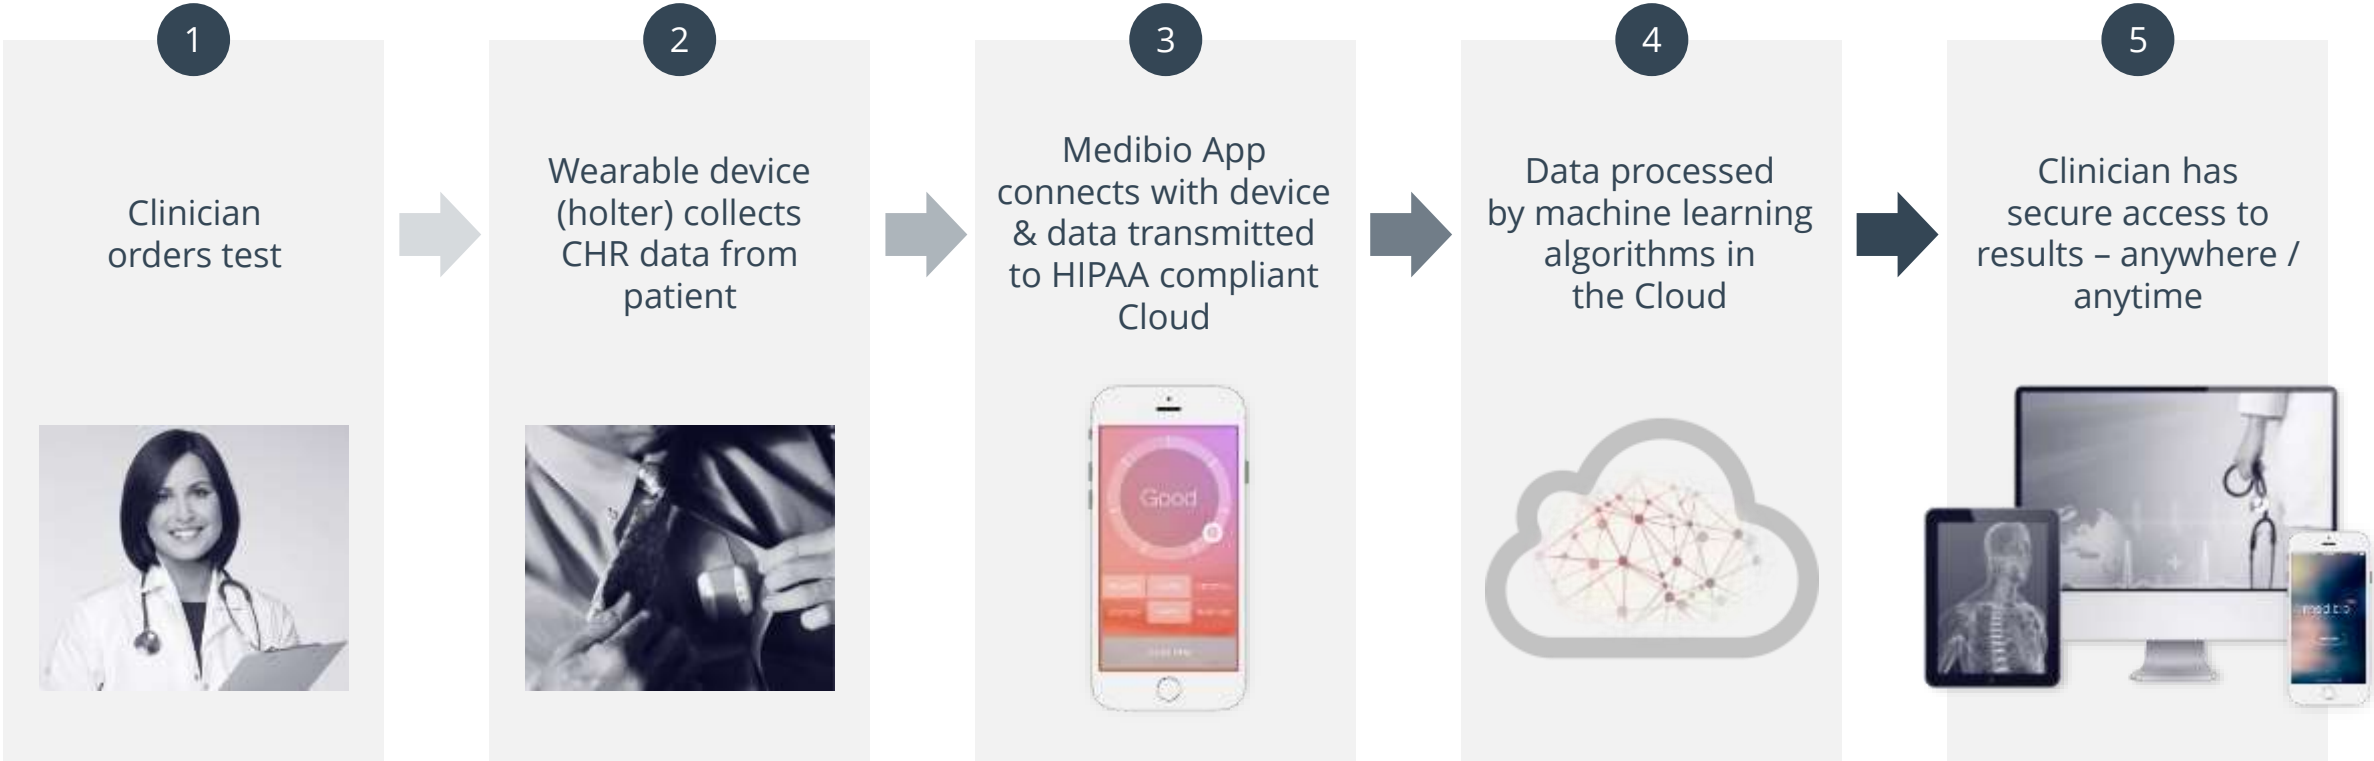 1
Clinician
orders test
2
Wearable device
(holter) collects
CHR data from
patient
3
Medibio App
connects with device
& data transmitted
to HIPAA compliant
Cloud
Good
4
Data processed
by machine learning
algorithms in
the Cloud
5
Clinician has
secure access to
results – anywhere /
anytime